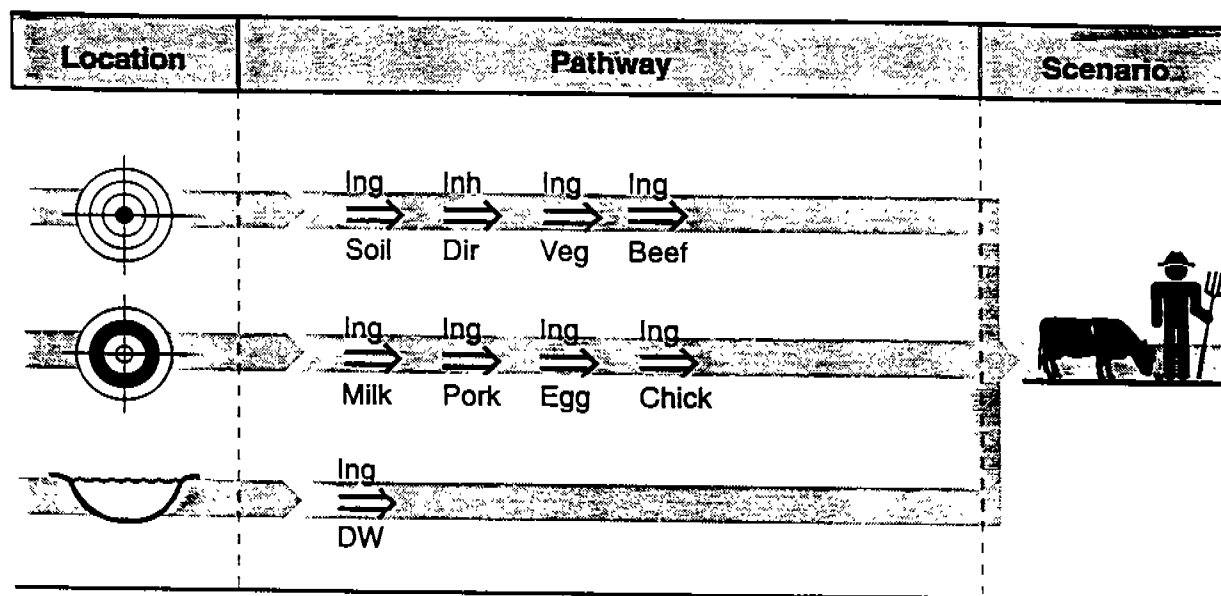 Location Pathway Scenario
Ing Inh Ing Ing
Soil Dir Veg Beef
Ing Ing Ing Ing
Milk Pork Egg Chick
Ing
DW